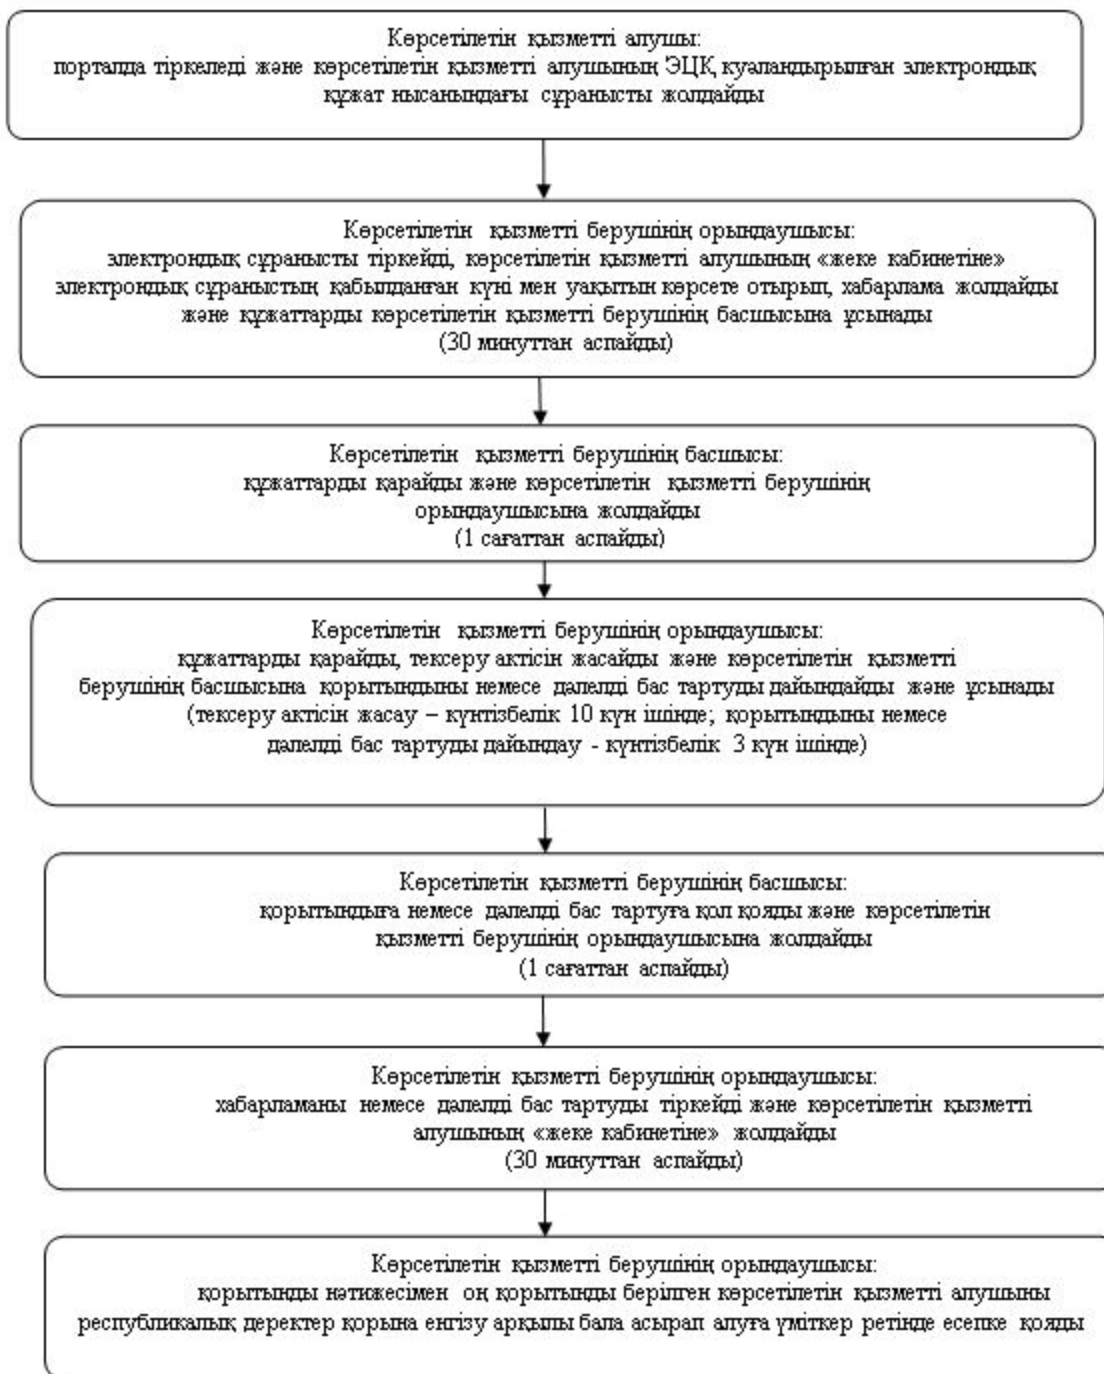 Көрсетілетін қызметті алушы:
порталда тіркеледі және көрсетілетін қызметті алушының ЭЦҚ куәландырылған электрондық
құжат нысанындағы сұранысты жолдайды
Көрсетілетін қызметті берушінің орындаушысы:
электрондық сұранысты тіркейді, көрсетілетін қызметті алушының «жеке кабинетіне»
электрондық сұраныстың қабылданған күні мен уақытын көрсете отырып, хабарлама жолдайды
және құжаттарды көрсетілетін қызметті берушінің басшысына ұсынады
(30 минуттан аспайды)
Көрсетілетін қызметті берушінің басшысы:
құжаттарды қарайды және көрсетілетін қызметті берушінің
орындаушысына жолдайды
(1 сағаттан аспайды)
Көрсетілетін қызметті берушінің орындаушысы:
құжаттарды қарайды, тексеру актісін жасайды және көрсетілетін қызметті
берушінің басшысына қорытындыны немесе дәлелді бас тартуды дайындайды және ұсынады
(тексеру актісін жасау – күнтізбелік 10 күн ішінде; қорытындыны немесе
дәлелді бас тартуды дайындау - күнтізбелік 3 күн ішінде)
Көрсетілетін қызметті берушінің басшысы:
қорытындыға немесе дәлелді бас тартуға қол қояды және көрсетілетін
қызметті берушінің орындаушысына жолдайды
(1 сағаттан аспайды)
Көрсетілетін қызметті берушінің орындаушысы:
хабарламаны немесе дәлелді бас тартуды тіркейді және көрсетілетін қызметті
алушының «жеке кабинетіне» жолдайды
(30 минуттан аспайды)
Көрсетілетін қызметті берушінің орындаушысы:
қорытынды нәтижесімен оң қорытынды берілген көрсетілетін қызметті алушыны
республикалық деректер қорына енгізу арқылы бала асырап алуға үміткер ретінде есепке қояды